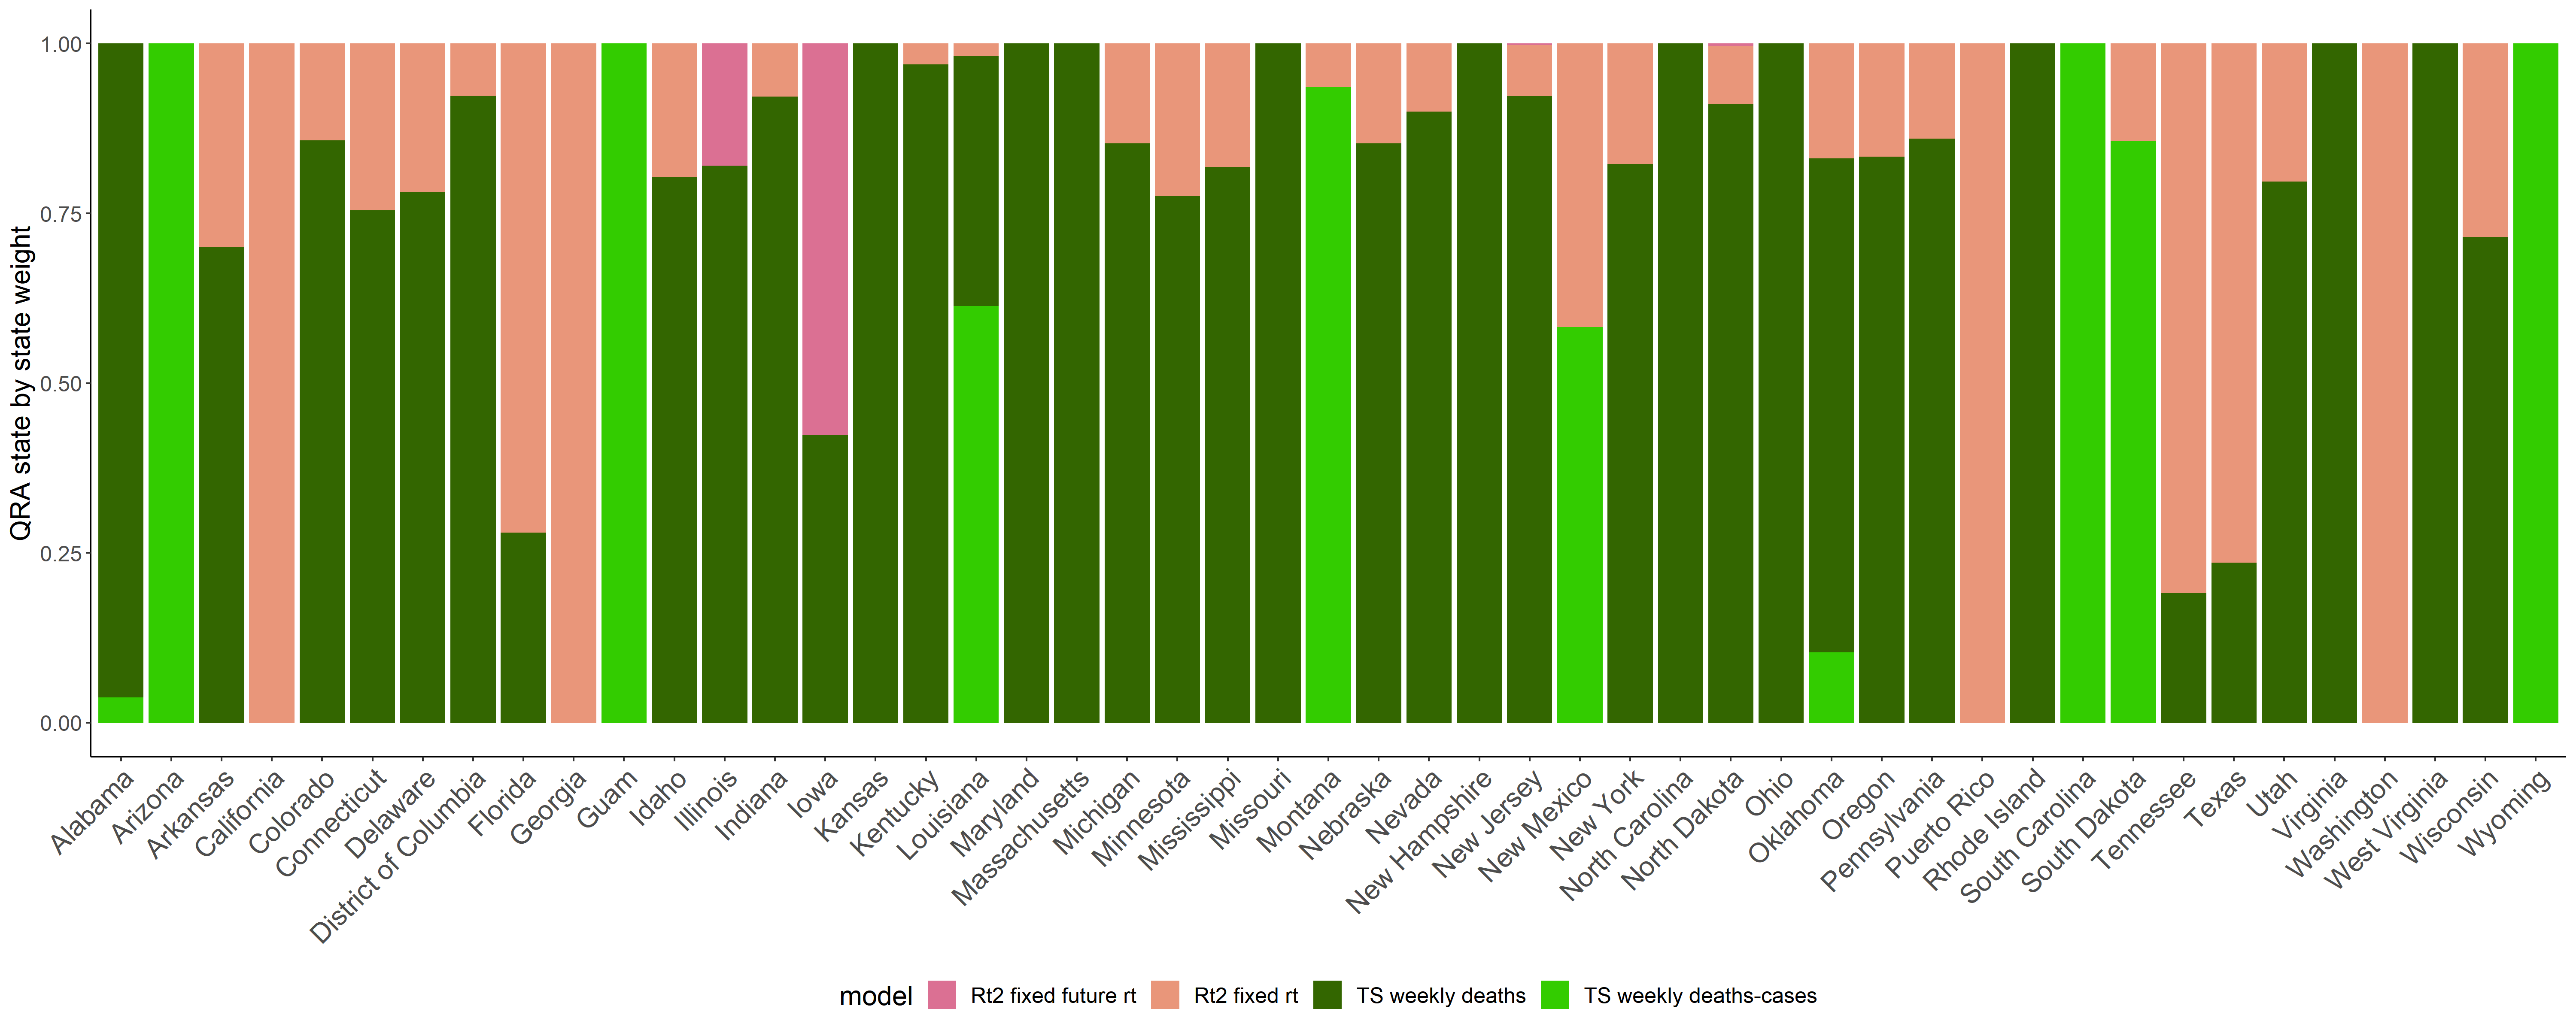 QRA state by state weight
1.00
0.75
0.50
0.25
0.00
Alabama
Arizona
Arkansas
California
Colorado
Connecticut
Delaware
District of Columbia
Florida
Georgia
Guam
Idaho
Illinois
Indiana
Iowa
Kansas
Kentucky
Louisiana
Maryland
Massachusetts
Michigan
Minnesota
Mississippi
Missouri
Montana
Nebraska
Nevada
New Hampshire
New Jersey
New Mexico
New York
North Carolina
North Dakota
Ohio
Oklahoma
Oregon
Pennsylvania
Puerto Rico
Rhode Island
South Carolina
South Dakota
Tennessee
Texas
Utah
Virginia
Washington
West Virginia
Wisconsin
Wyoming
model Rt2 fixed future rt Rt2 fixed rt TS weekly deaths TS weekly deaths-cases